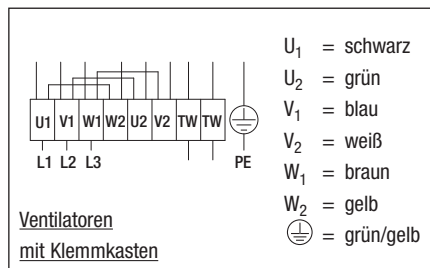 U1 V1 W1 W2 U2 V2 TW TW
L1 L2 L3 PE
Ventilatoren
mit Klemmkasten
U₁ = schwarz
U₂ = grün
V₁ = blau
V₂ = weiß
W₁ = braun
W₂ = gelb
⏚ = grün/gelb